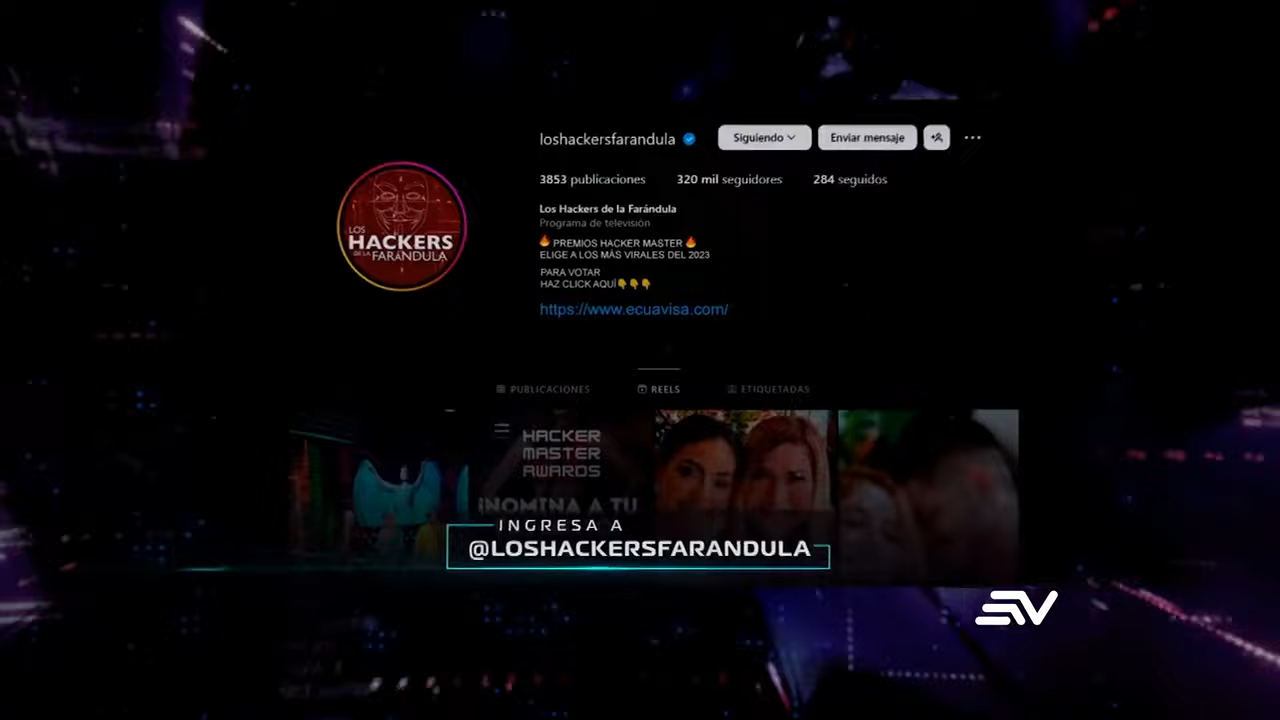 loshackersfarandula
Siguiendo
Enviar mensaje
3853 publicaciones
320 mil seguidores
284 seguidos
Los Hackers de la Farándula
Programa de televisión
🔥 PREMIOS HACKER MASTER 🔥
ELIGE A LOS MÁS VIRALES DEL 2023
PARA VOTAR
HAZ CLICK AQUÍ👇👇👇
https://www.ecuavisa.com/
LOS
HACKERS
DE LA FARÁNDULA
PUBLICACIONES
REELS
ETIQUETADAS
HACKER
MASTER
AWARDS
¡NOMINA A TU
INGRESA A
@LOSHACKERSFARANDULA